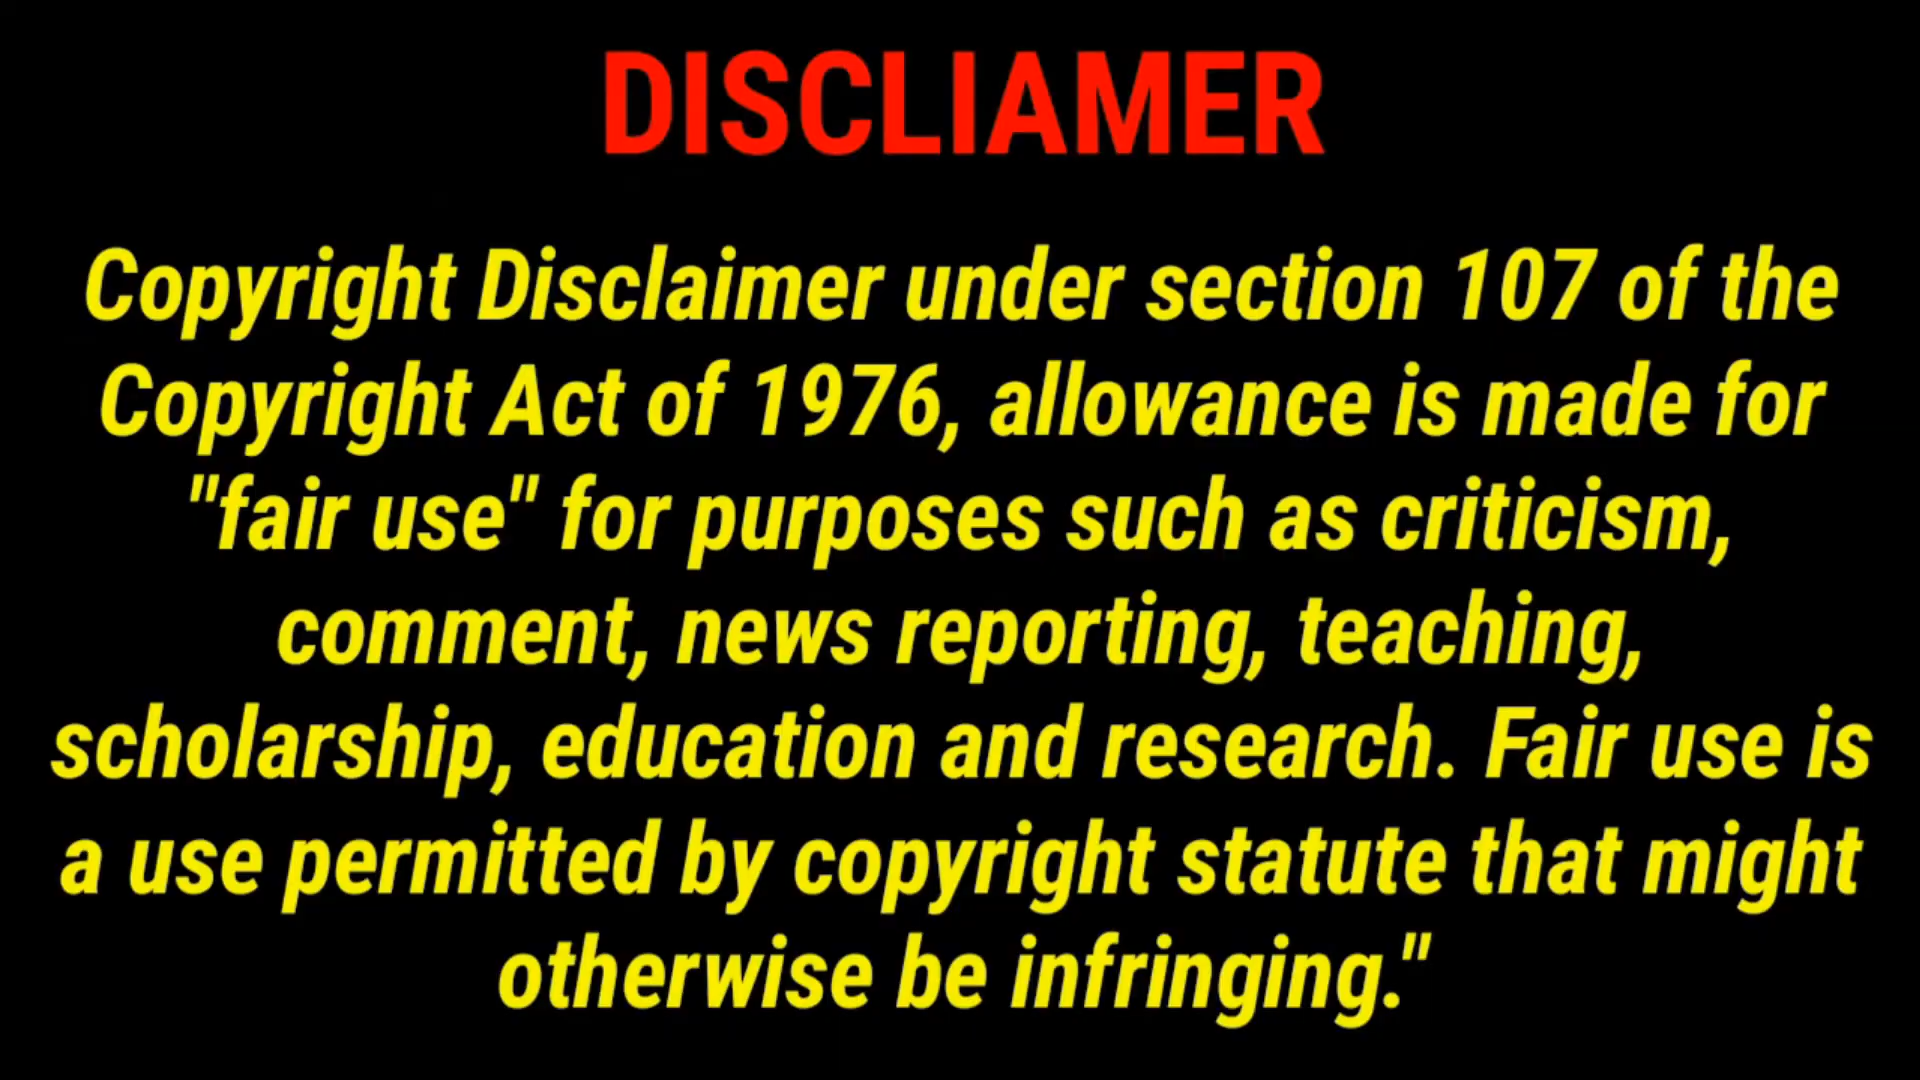 DISCLIAMER
Copyright Disclaimer under section 107 of the
Copyright Act of 1976, allowance is made for
"fair use" for purposes such as criticism,
comment, news reporting, teaching,
scholarship, education and research. Fair use is
a use permitted by copyright statute that might
otherwise be infringing."